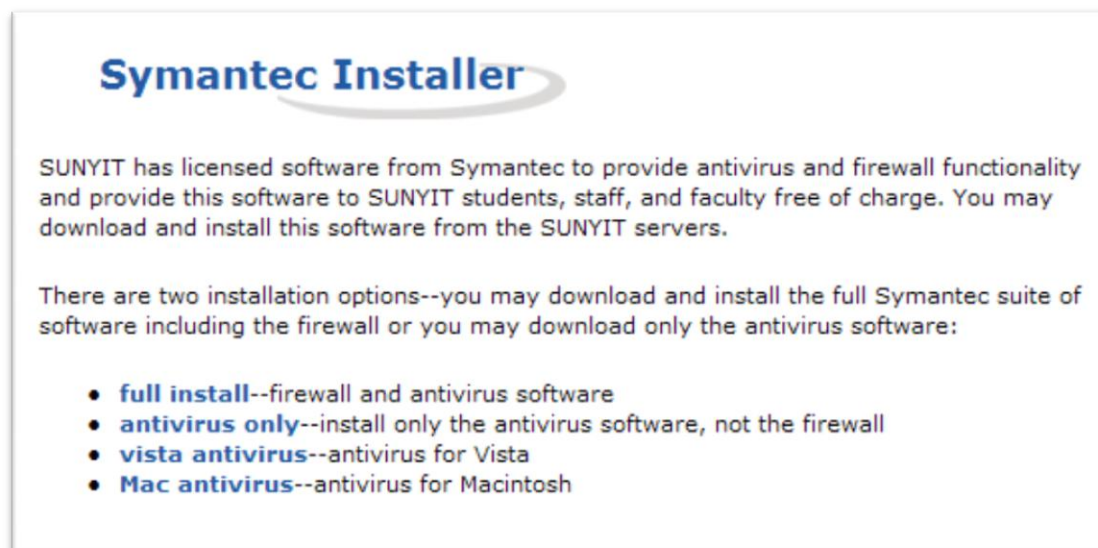 Symantec Installer
SUNYIT has licensed software from Symantec to provide antivirus and firewall functionality
and provide this software to SUNYIT students, staff, and faculty free of charge. You may
download and install this software from the SUNYIT servers.
There are two installation options--you may download and install the full Symantec suite of
software including the firewall or you may download only the antivirus software:
• full install--firewall and antivirus software
• antivirus only--install only the antivirus software, not the firewall
• vista antivirus--antivirus for Vista
• Mac antivirus--antivirus for Macintosh